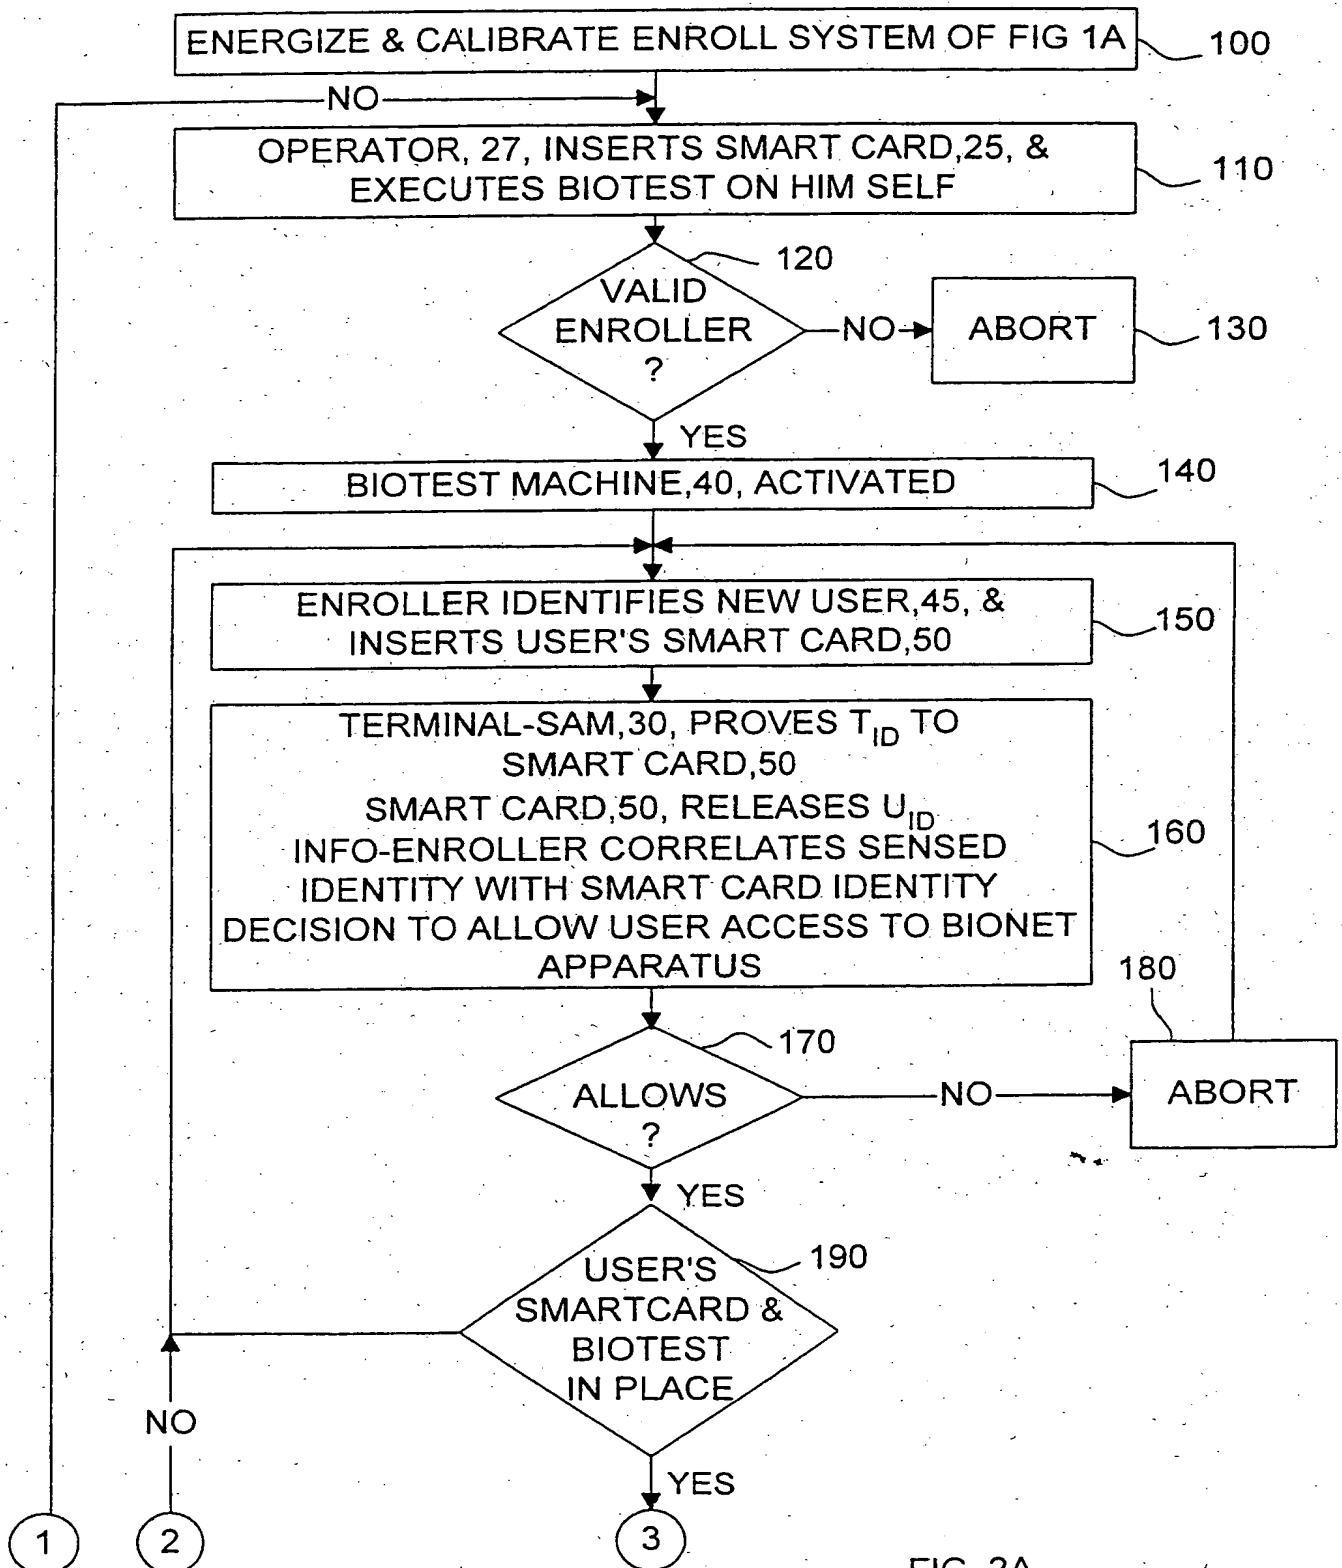 ENERGIZE & CALIBRATE ENROLL SYSTEM OF FIG 1A
100
NO
OPERATOR, 27, INSERTS SMART CARD,25, &
EXECUTES BIOTEST ON HIM SELF
110
120
VALID
ENROLLER
?
NO
ABORT
130
YES
BIOTEST MACHINE,40, ACTIVATED
140
ENROLLER IDENTIFIES NEW USER,45, &
INSERTS USER'S SMART CARD,50
150
TERMINAL-SAM,30, PROVES T_ID TO
SMART CARD,50
SMART CARD,50, RELEASES U_ID
INFO-ENROLLER CORRELATES SENSED
IDENTITY WITH SMART CARD IDENTITY
DECISION TO ALLOW USER ACCESS TO BIONET
APPARATUS
160
170
ALLOWS
?
NO
180
ABORT
YES
190
USER'S
SMARTCARD &
BIOTEST
IN PLACE
NO
YES
1
2
3
FIG. 2A